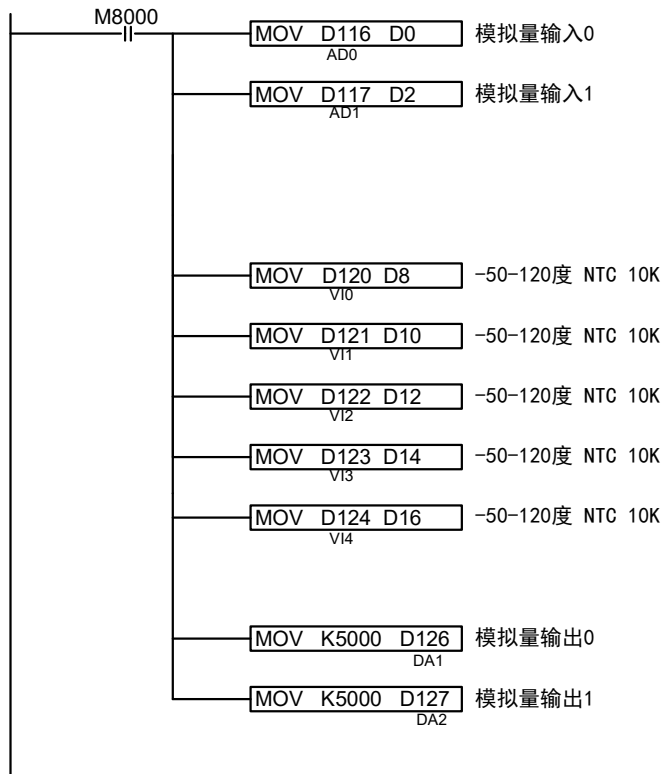 M8000
MOV D116 D0 模拟量输入0
AD0
MOV D117 D2 模拟量输入1
AD1
MOV D120 D8 -50-120度 NTC 10K
VI0
MOV D121 D10 -50-120度 NTC 10K
VI1
MOV D122 D12 -50-120度 NTC 10K
VI2
MOV D123 D14 -50-120度 NTC 10K
VI3
MOV D124 D16 -50-120度 NTC 10K
VI4
MOV K5000 D126 模拟量输出0
DA1
MOV K5000 D127 模拟量输出1
DA2